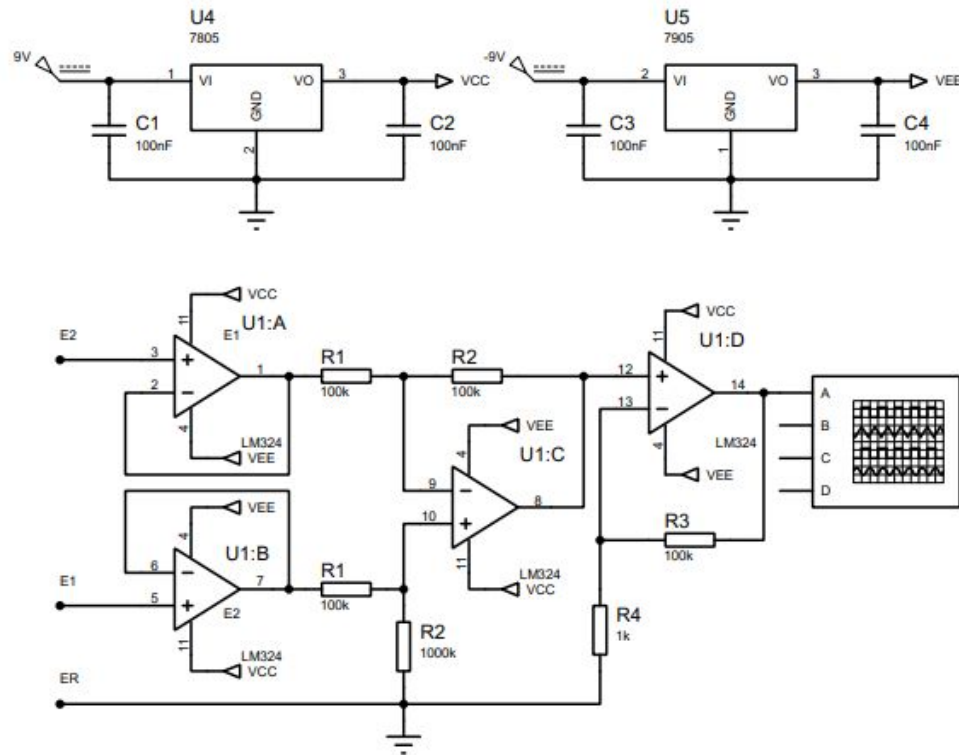 U4
7805
9V
1
VI
VO
3
VCC
GND
2
C1
100nF
C2
100nF
U5
7905
-9V
2
VI
VO
3
VEE
GND
1
C3
100nF
C4
100nF
VCC
11
U1:A
E2
E1
3
2
1
4
LM324
VEE
R1
100k
R2
100k
VCC
11
U1:D
12
13
14
4
LM324
VEE
A
B
C
D
VEE
4
U1:C
9
10
8
11
LM324
VCC
VEE
4
U1:B
6
5
7
E1
E2
11
LM324
VCC
R1
100k
R2
1000k
R3
100k
R4
1k
ER